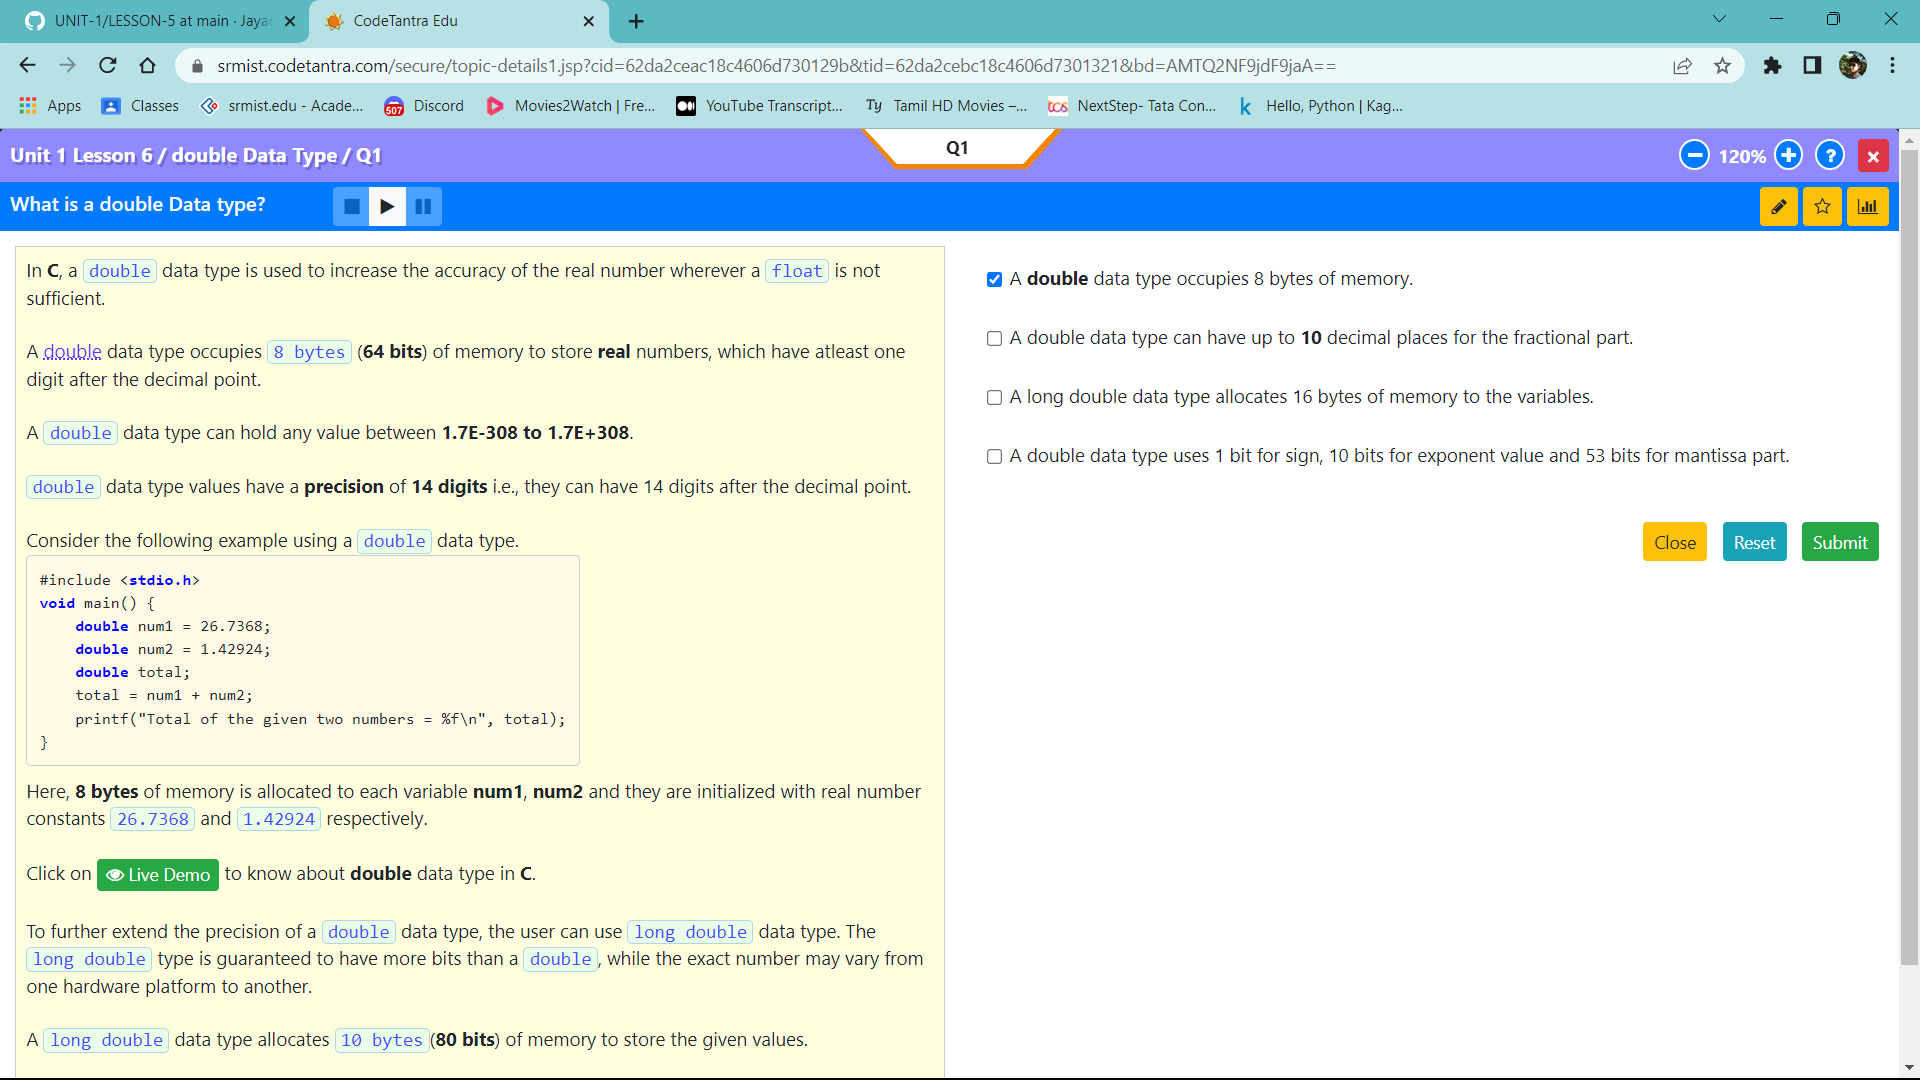 UNIT-1/LESSON-5 at main · Jayac
CodeTantra Edu
srmist.codetantra.com/secure/topic-details1.jsp?cid=62da2ceac18c4606d730129b&tid=62da2cebc18c4606d7301321&bd=AMTQ2NF9jdF9jaA==
Apps Classes srmist.edu - Acade... 507 Discord Movies2Watch | Fre... YouTube Transcript... Ty Tamil HD Movies –... tcs NextStep- Tata Con... k Hello, Python | Kag...
Unit 1 Lesson 6 / double Data Type / Q1
Q1
120%
?
What is a double Data type?
In C, a double data type is used to increase the accuracy of the real number wherever a float is not
sufficient.
A double data type occupies 8 bytes (64 bits) of memory to store real numbers, which have atleast one
digit after the decimal point.
A double data type can hold any value between 1.7E-308 to 1.7E+308.
double data type values have a precision of 14 digits i.e., they can have 14 digits after the decimal point.
Consider the following example using a double data type.
#include <stdio.h>
void main() {
    double num1 = 26.7368;
    double num2 = 1.42924;
    double total;
    total = num1 + num2;
    printf("Total of the given two numbers = %f\n", total);
}
Here, 8 bytes of memory is allocated to each variable num1, num2 and they are initialized with real number
constants 26.7368 and 1.42924 respectively.
Click on Live Demo to know about double data type in C.
To further extend the precision of a double data type, the user can use long double data type. The
long double type is guaranteed to have more bits than a double, while the exact number may vary from
one hardware platform to another.
A long double data type allocates 10 bytes (80 bits) of memory to store the given values.
A double data type occupies 8 bytes of memory.
A double data type can have up to 10 decimal places for the fractional part.
A long double data type allocates 16 bytes of memory to the variables.
A double data type uses 1 bit for sign, 10 bits for exponent value and 53 bits for mantissa part.
Close Reset Submit